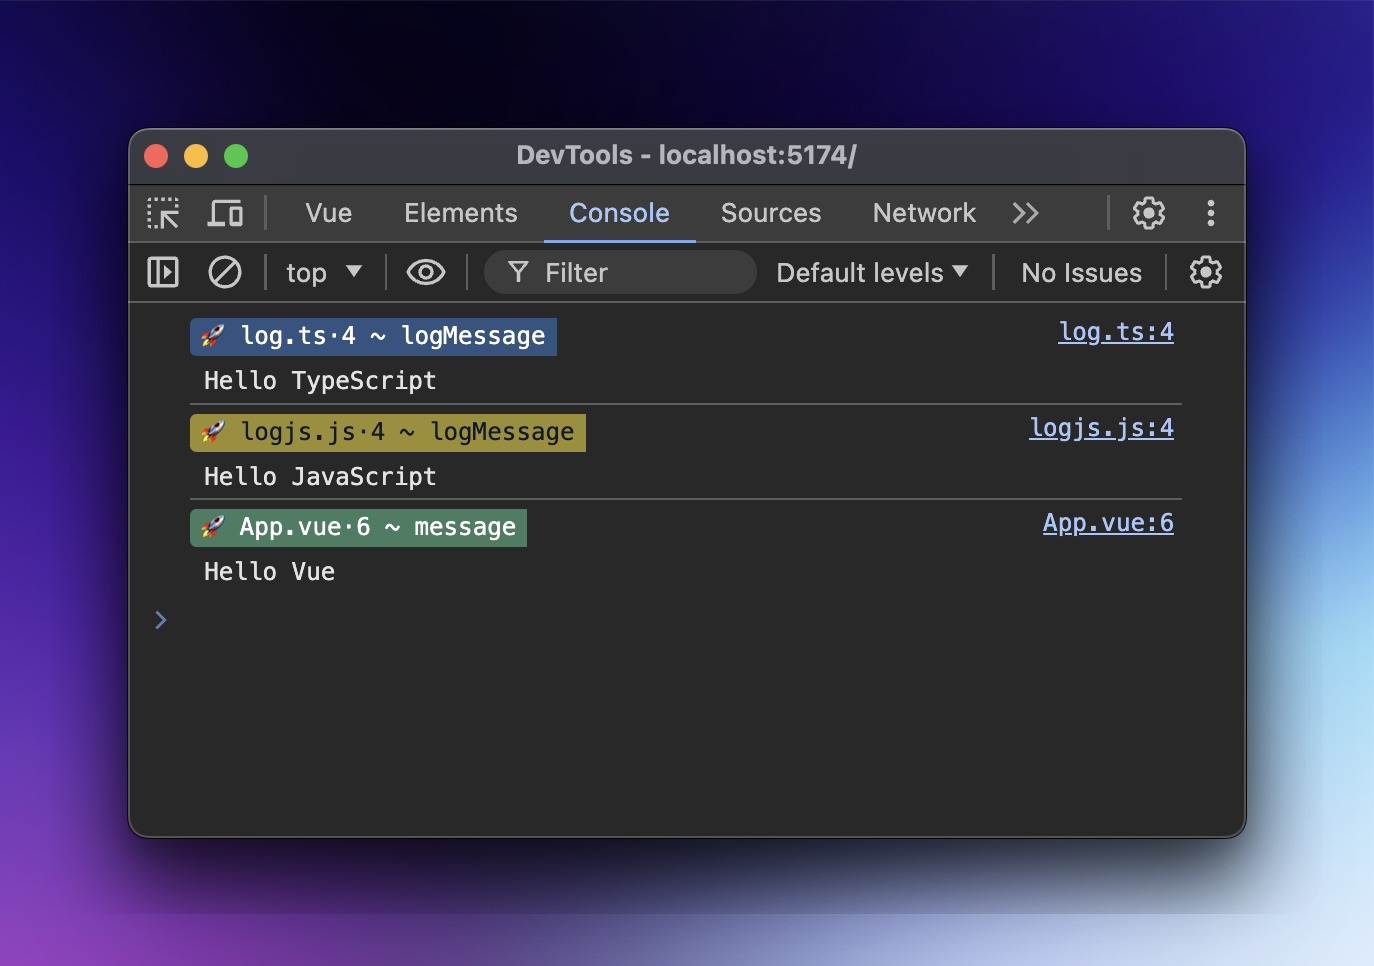 DevTools - localhost:5174/
Vue Elements Console Sources Network
top Filter Default levels No Issues
🚀 log.ts·4 ~ logMessage log.ts:4
Hello TypeScript
🚀 logjs.js·4 ~ logMessage logjs.js:4
Hello JavaScript
🚀 App.vue·6 ~ message App.vue:6
Hello Vue